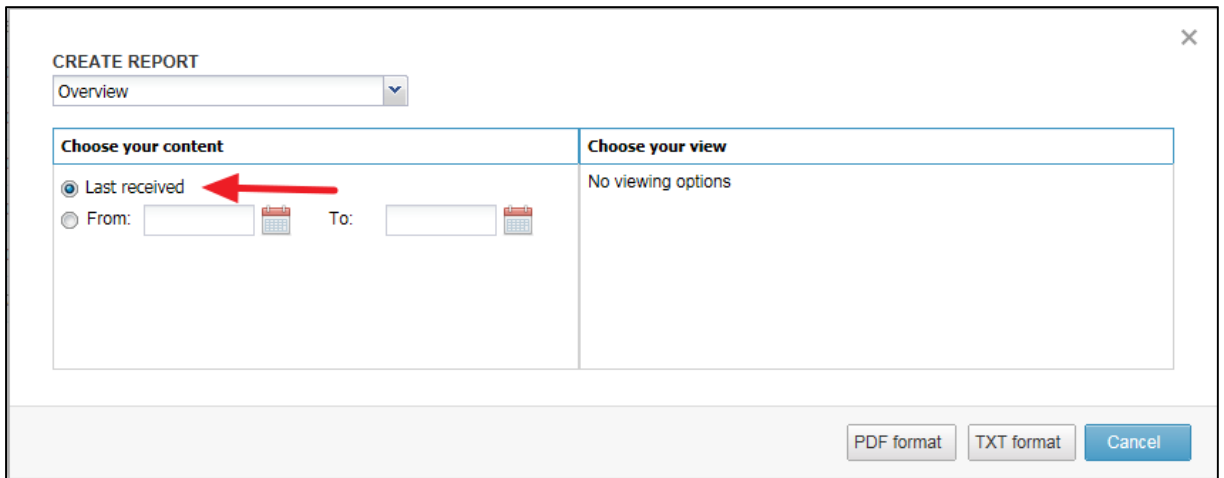 CREATE REPORT
Overview
Choose your content
Choose your view
Last received
No viewing options
From: To:
PDF format TXT format Cancel